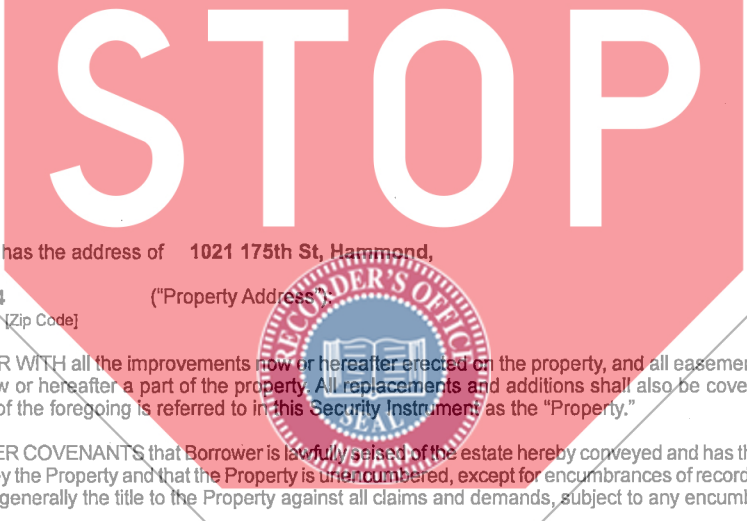 STOP
has the address of 1021 175th St, Hammond,
4 ("Property Address"):
[Zip Code]
RECORDER'S OFFICE
R WITH all the improvements now or hereafter erected on the property, and all easemen
w or hereafter a part of the property. All replacements and additions shall also be cove
of the foregoing is referred to in this Security Instrument as the “Property.”
SEAL
ER COVENANTS that Borrower is lawfully seised of the estate hereby conveyed and has th
INDIANA
y the Property and that the Property is unencumbered, except for encumbrances of record
generally the title to the Property against all claims and demands, subject to any encumb